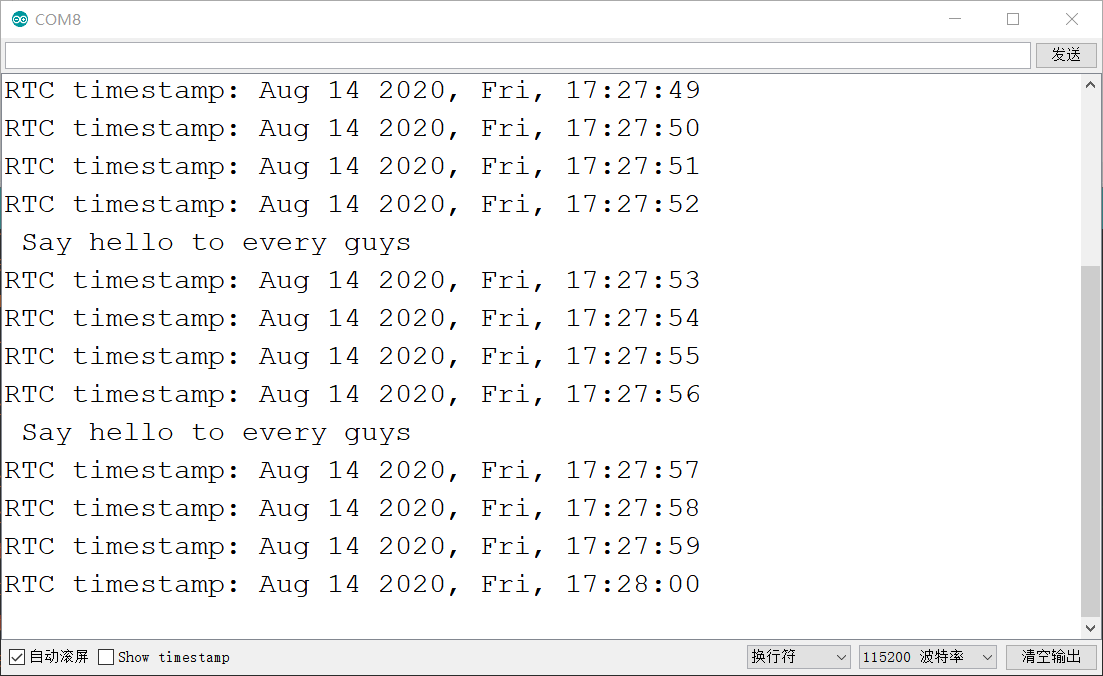 COM8
发送
RTC timestamp: Aug 14 2020, Fri, 17:27:49
RTC timestamp: Aug 14 2020, Fri, 17:27:50
RTC timestamp: Aug 14 2020, Fri, 17:27:51
RTC timestamp: Aug 14 2020, Fri, 17:27:52
Say hello to every guys
RTC timestamp: Aug 14 2020, Fri, 17:27:53
RTC timestamp: Aug 14 2020, Fri, 17:27:54
RTC timestamp: Aug 14 2020, Fri, 17:27:55
RTC timestamp: Aug 14 2020, Fri, 17:27:56
Say hello to every guys
RTC timestamp: Aug 14 2020, Fri, 17:27:57
RTC timestamp: Aug 14 2020, Fri, 17:27:58
RTC timestamp: Aug 14 2020, Fri, 17:27:59
RTC timestamp: Aug 14 2020, Fri, 17:28:00
自动滚屏 Show timestamp 换行符 115200 波特率 清空输出